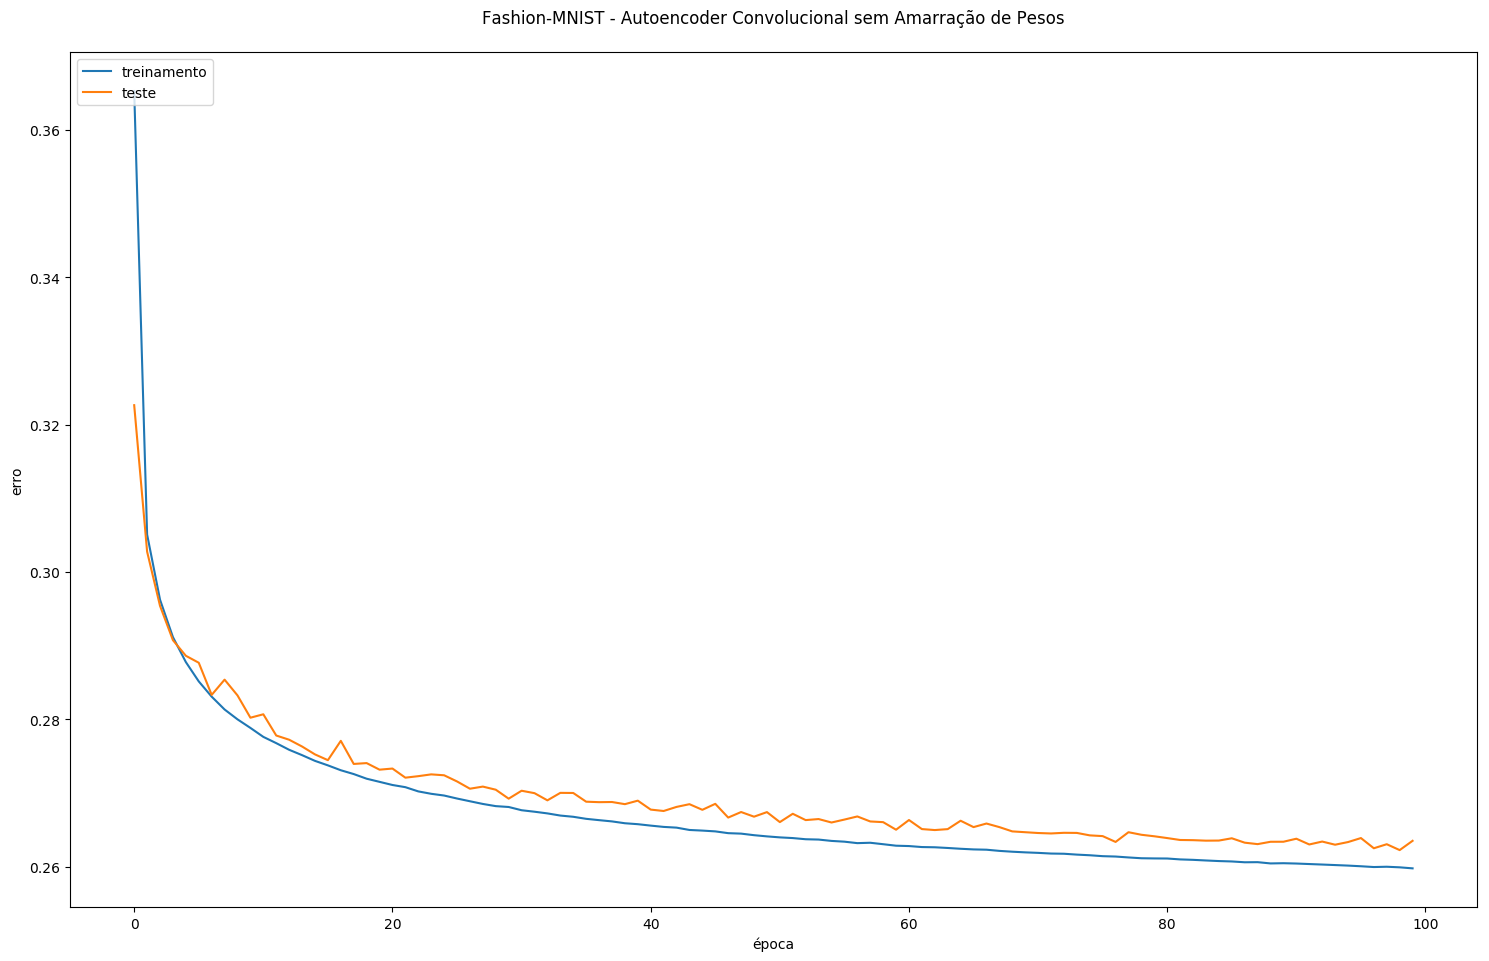 Fashion-MNIST - Autoencoder Convolucional sem Amarração de Pesos
treinamento
teste
0.36
0.34
0.32
0.30
0.28
0.26
erro
0
20
40
60
80
100
época